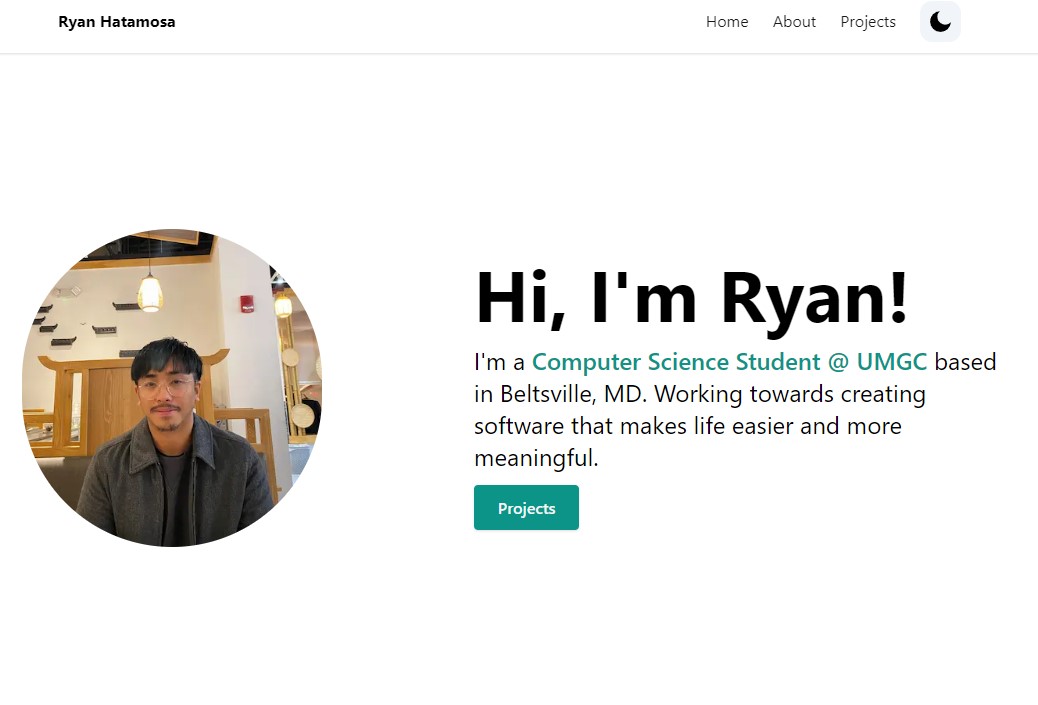 Ryan Hatamosa
Home About Projects
Hi, I'm Ryan!
I'm a Computer Science Student @ UMGC based
in Beltsville, MD. Working towards creating
software that makes life easier and more
meaningful.
Projects